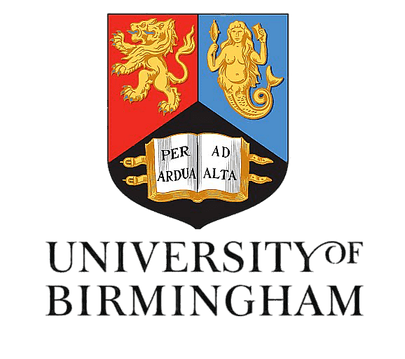 PER AD
ARDUA ALTA
UNIVERSITY OF
BIRMINGHAM